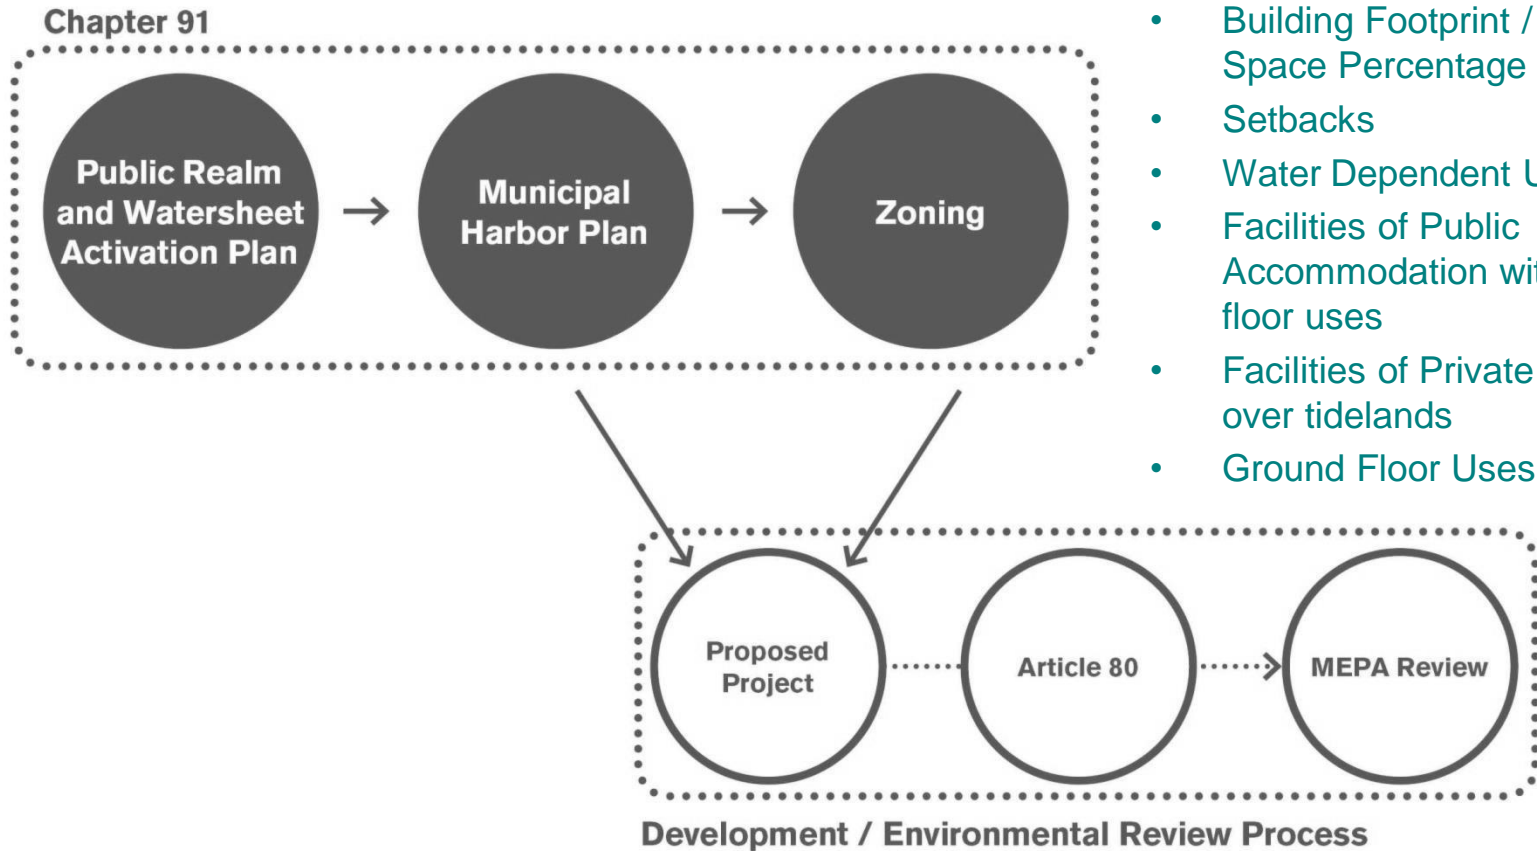 Chapter 91
Public Realm
and Watersheet
Activation Plan
Municipal
Harbor Plan
Zoning
• Building Footprint /
Space Percentage
• Setbacks
• Water Dependent
• Facilities of Public
Accommodation
floor uses
• Facilities of Private
over tidelands
• Ground Floor Uses
Proposed
Project
Article 80
MEPA Review
Development / Environmental Review Process